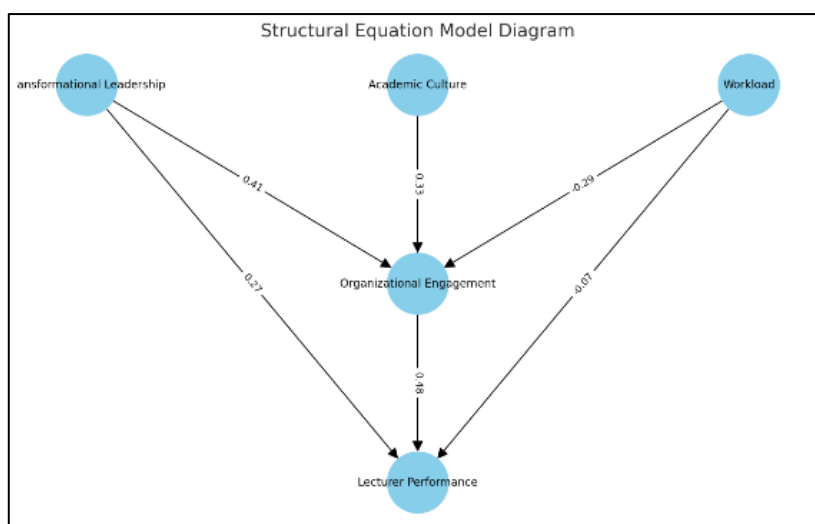 Structural Equation Model Diagram
ansformational Leadership
Academic Culture
Workload
0.41
0.33
-0.29
Organizational Engagement
0.27
-0.07
0.48
Lecturer Performance